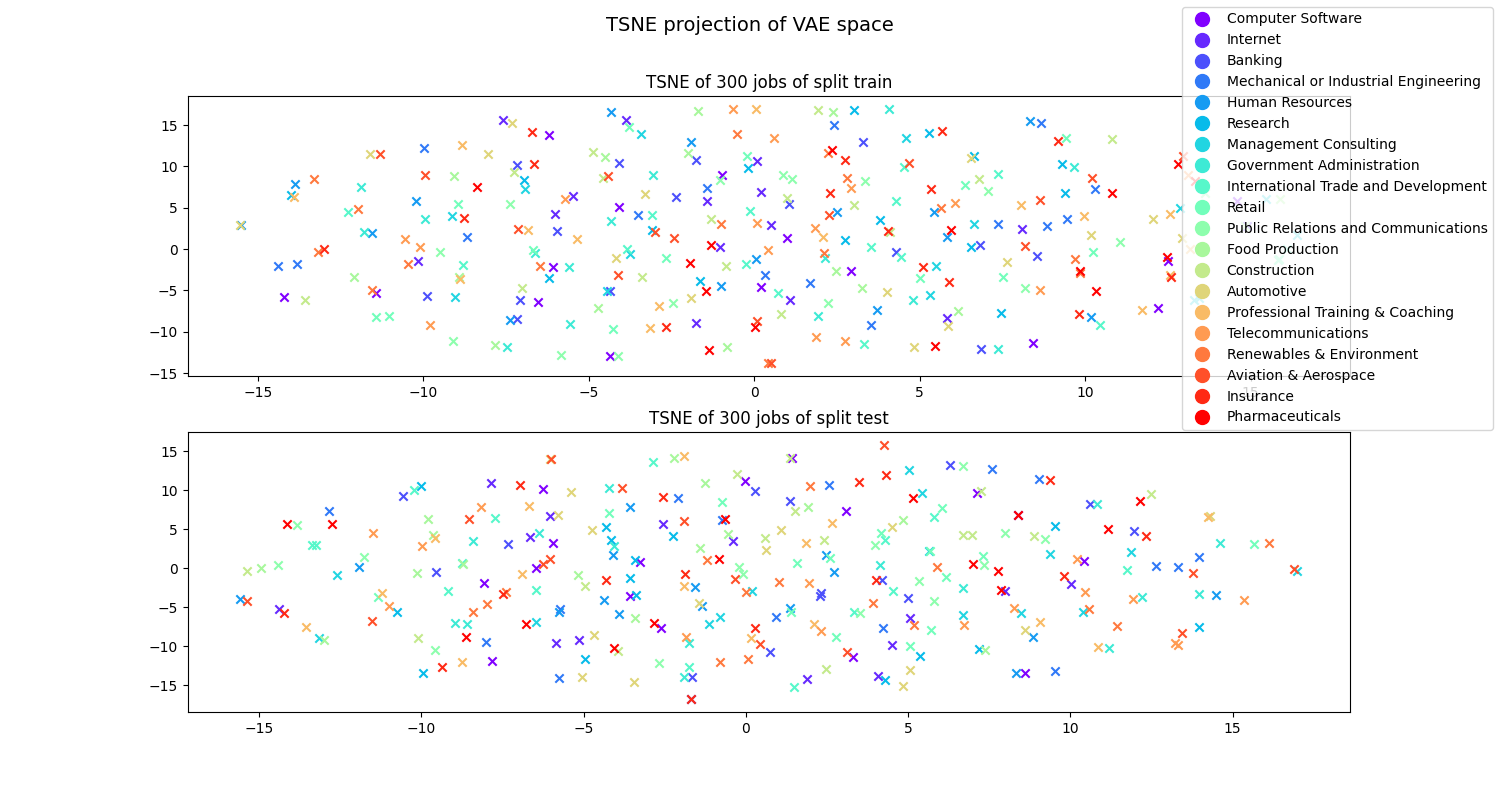 TSNE projection of VAE space
TSNE of 300 jobs of split train
15
10
5
0
−5
−10
−15
−15
−10
−5
0
5
10
15
Computer Software
Internet
Banking
Mechanical or Industrial Engineering
Human Resources
Research
Management Consulting
Government Administration
International Trade and Development
Retail
Public Relations and Communications
Food Production
Construction
Automotive
Professional Training & Coaching
Telecommunications
Renewables & Environment
Aviation & Aerospace
Insurance
Pharmaceuticals
TSNE of 300 jobs of split test
15
10
5
0
−5
−10
−15
−15
−10
−5
0
5
10
15